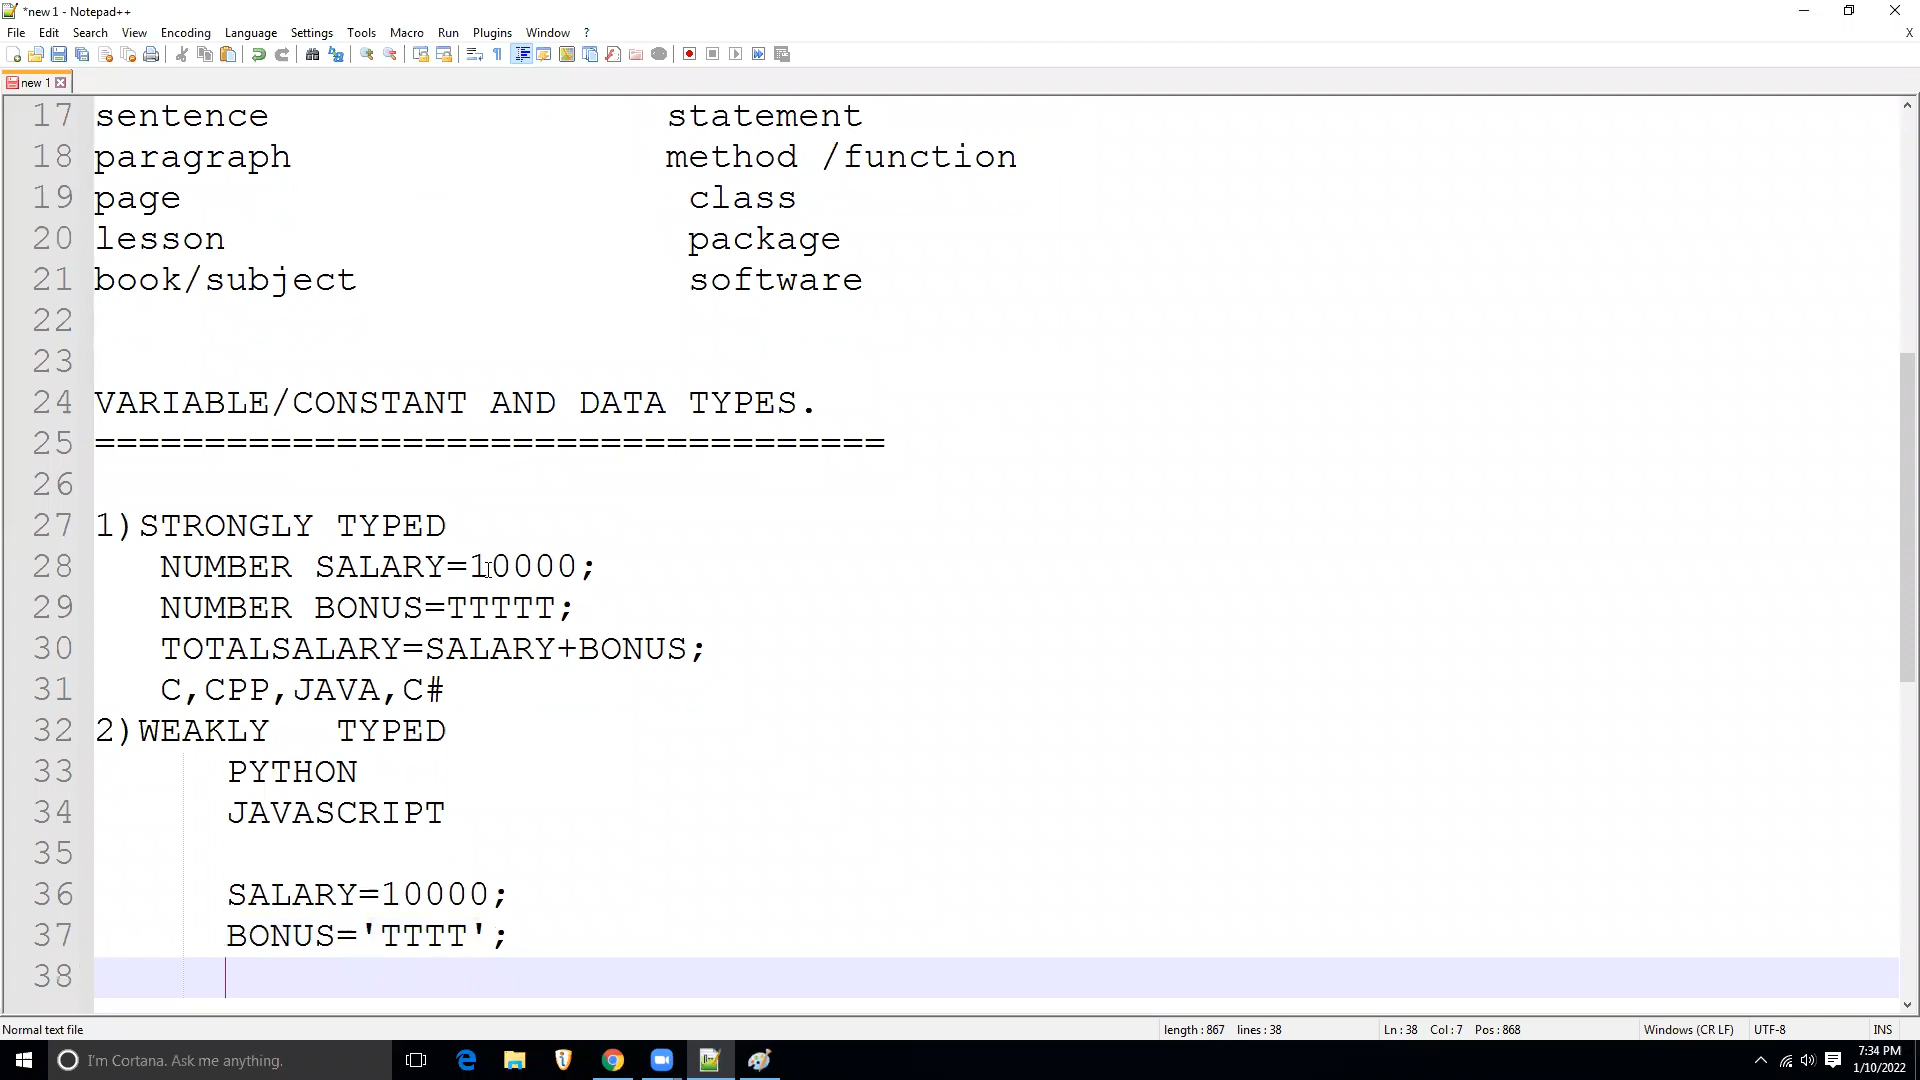 *new 1 - Notepad++
File Edit Search View Encoding Language Settings Tools Macro Run Plugins Window ? X
new 1
17 sentence statement
18 paragraph method /function
19 page class
20 lesson package
21 book/subject software
22
23
24 VARIABLE/CONSTANT AND DATA TYPES.
25 ====================================
26
27 1)STRONGLY TYPED
28 NUMBER SALARY=10000;
29 NUMBER BONUS=TTTTT;
30 TOTALSALARY=SALARY+BONUS;
31 C,CPP,JAVA,C#
32 2)WEAKLY TYPED
33 PYTHON
34 JAVASCRIPT
35
36 SALARY=10000;
37 BONUS='TTTT';
38
Normal text file length : 867 lines : 38 Ln : 38 Col : 7 Pos : 868 Windows (CR LF) UTF-8 INS
I'm Cortana. Ask me anything.
7:34 PM
1/10/2022